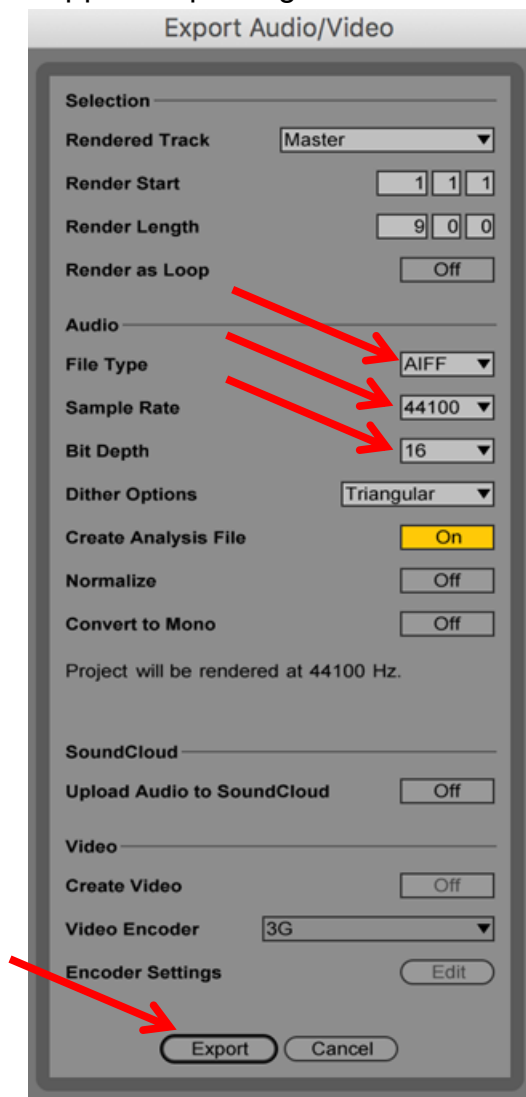 Export Audio/Video
Selection
Rendered Track Master
Render Start 1 1 1
Render Length 9 0 0
Render as Loop Off
Audio
File Type AIFF
Sample Rate 44100
Bit Depth 16
Dither Options Triangular
Create Analysis File On
Normalize Off
Convert to Mono Off
Project will be rendered at 44100 Hz.
SoundCloud
Upload Audio to SoundCloud Off
Video
Create Video Off
Video Encoder 3G
Encoder Settings Edit
Export Cancel